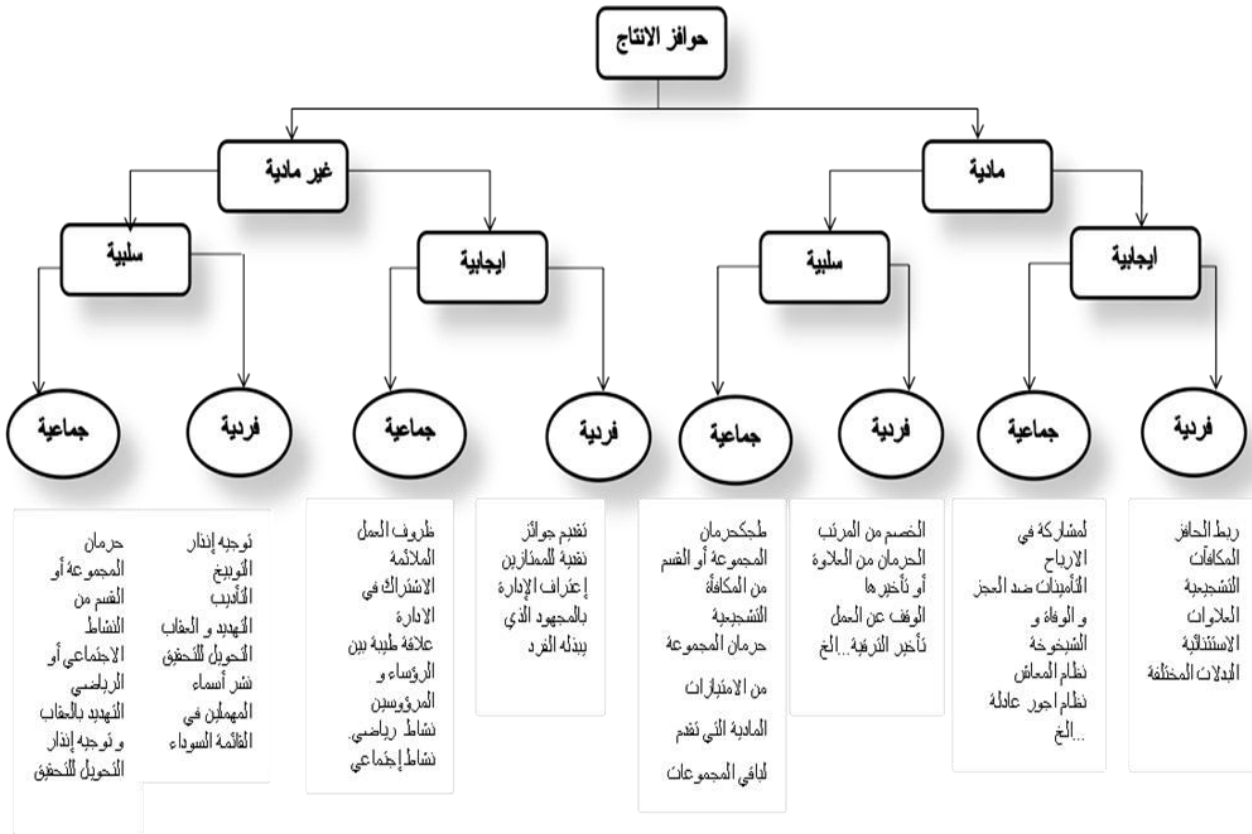 حوافز الانتاج
مادية
غير مادية
ايجابية
سلبية
ايجابية
سلبية
فردية
جماعية
فردية
جماعية
فردية
جماعية
فردية
جماعية
ربط الحافز
المكافآت
التشجيعية
العلاوات
الاستثنائية
البدلات المختلفة
لمشاركة في
الارباح
التأمينات ضد العجز
و الوفاة و
الشيخوخة
نظام المعاش
نظام اجور عادلة
...الخ
الخصم من المرتب
الحرمان من العلاوة
أو تأخيرها
الوقف عن العمل
تأخير الترقية...الخ
طجكحرمان
المجموعة أو القسم
من المكافأة
التشجيعية
حرمان المجموعة
من الامتيازات
المادية التي تقدم
لباقي المجموعات
تقديم جوائز
نقدية للممتازين
إعتراف الإدارة
بالمجهود الذي
يبذله الفرد
ظروف العمل
الملائمة
الاشتراك في
الادارة
علاقة طيبة بين
الرؤساء و
المرؤوسين
نشاط رياضي.
نشاط إجتماعي
توجيه إنذار
التوبيخ
التأديب
التهديد و العقاب
التحويل للتحقيق
نشر أسماء
المهملين في
القائمة السوداء
حرمان
المجموعة أو
القسم من
النشاط
الاجتماعي أو
الرياضي
التهديد بالعقاب
و توجيه إنذار
التحويل للتحقيق